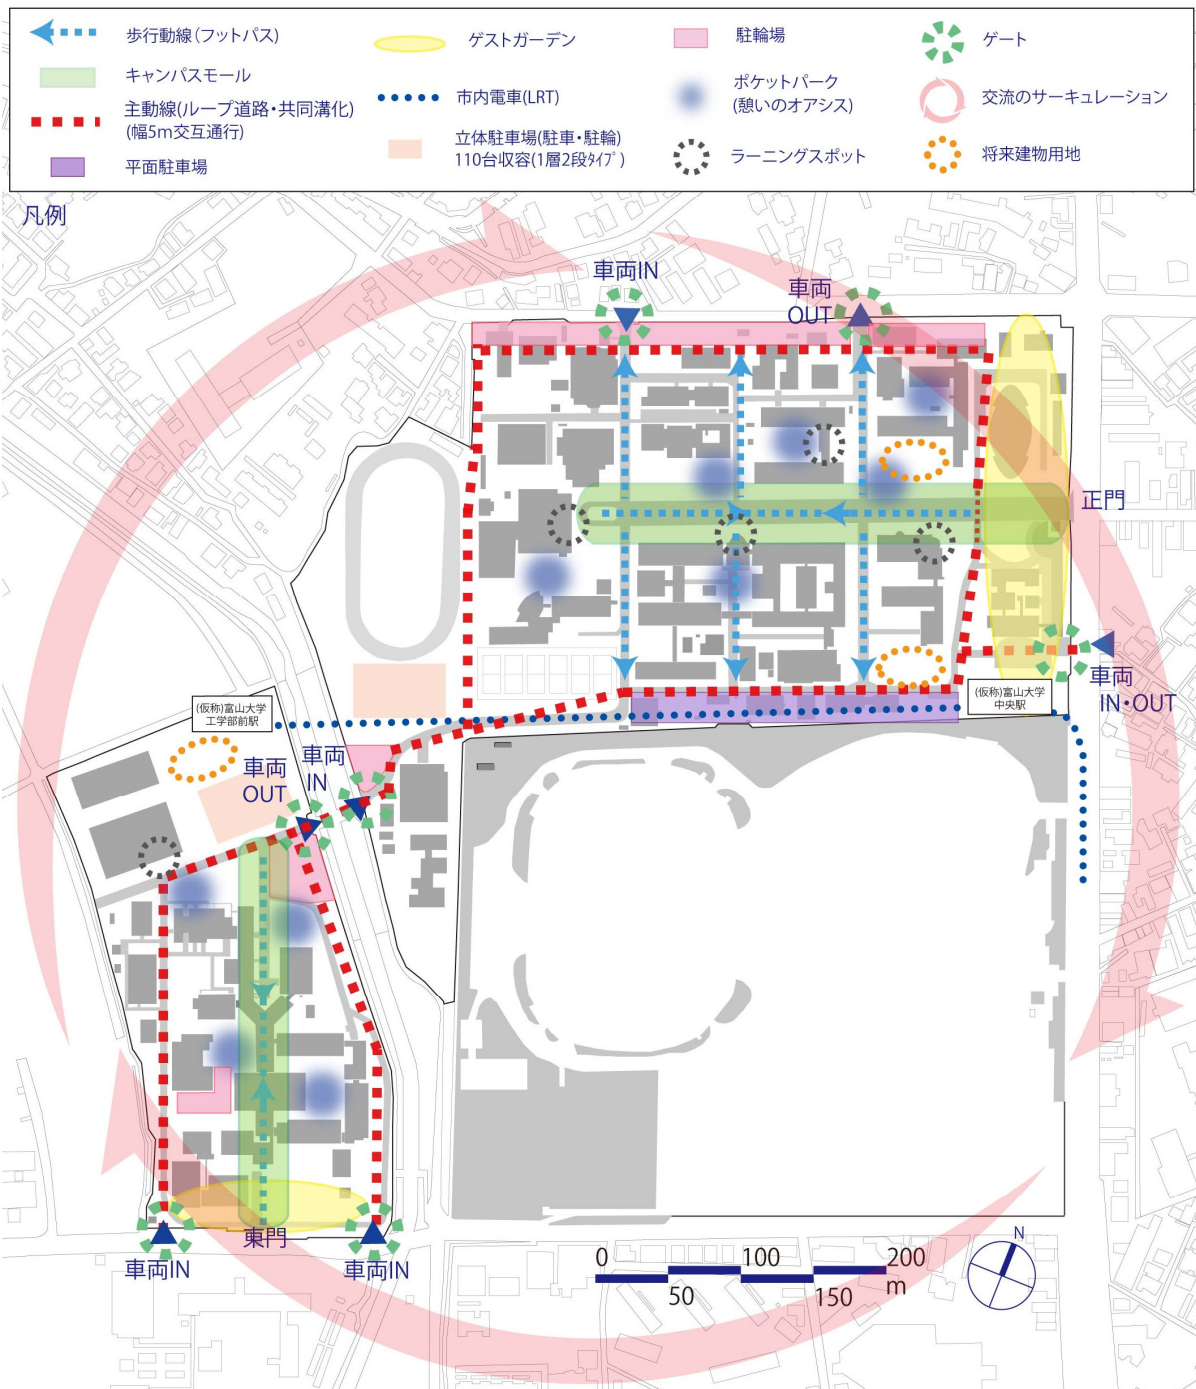 歩行動線(フットパス)
キャンパスモール
主動線(ループ道路・共同溝化)
(幅5m交互通行)
平面駐車場
ゲストガーデン
市内電車(LRT)
立体駐車場(駐車・駐輪)
110台収容(1層2段ﾀｲﾌﾟ)
駐輪場
ポケットパーク
(憩いのオアシス)
ラーニングスポット
ゲート
交流のサーキュレーション
将来建物用地
凡例
車両IN
車両
OUT
正門
車両
IN・OUT
(仮称)富山大学
中央駅
(仮称)富山大学
工学部前駅
車両
IN
車両
OUT
東門
車両IN
車両IN
0
100
200
50
150
m
N